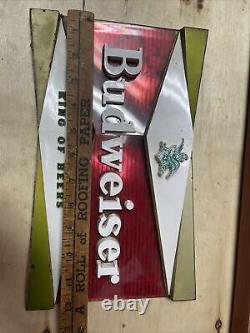 Budweiser
KING OF BEERS
A ROLL of ROOFING PAPER